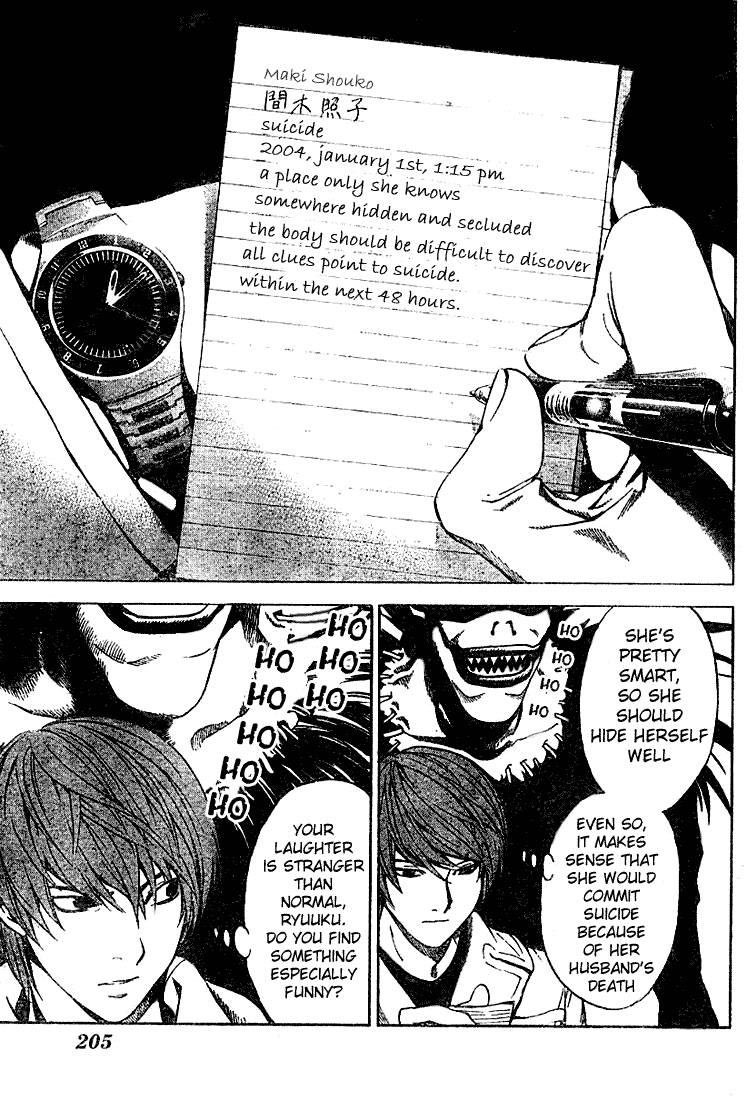 Maki Shouko
間木照子
suicide
2004, january 1st, 1:15 pm
a place only she knows
somewhere hidden and secluded
the body should be difficult to discover
all clues point to suicide.
within the next 48 hours.
SHE'S
PRETTY
SMART,
SO SHE
SHOULD
HIDE HERSELF
WELL
HO
HO
HO
HO
EVEN SO,
IT MAKES
SENSE THAT
SHE WOULD
COMMIT
SUICIDE
BECAUSE
OF HER
HUSBAND'S
DEATH
HO
HO
HO
HO
HO
HO
HO
HO
YOUR
LAUGHTER
IS STRANGER
THAN
NORMAL,
RYUUKU.
DO YOU FIND
SOMETHING
ESPECIALLY
FUNNY?
205